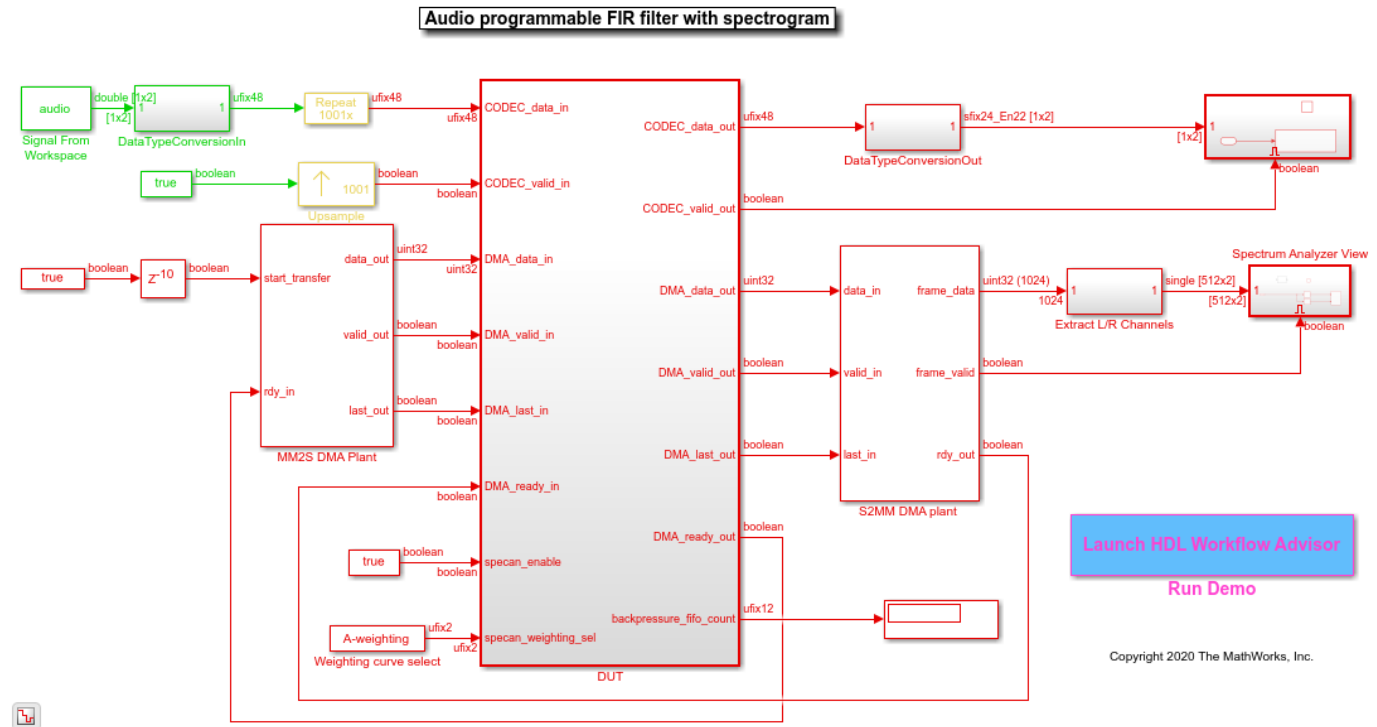 Audio programmable FIR filter with spectrogram
audio
double [1x2]
[1x2]
Signal From
Workspace
1
1
DataTypeConversionIn
ufix48
Repeat
1001x
ufix48
ufix48
true
boolean
1001
Upsample
boolean
boolean
true
boolean
Z-10
boolean
start_transfer
rdy_in
data_out
valid_out
last_out
MM2S DMA Plant
uint32
uint32
boolean
boolean
boolean
boolean
boolean
true
boolean
boolean
A-weighting
ufix2
ufix2
Weighting curve select
CODEC_data_in
CODEC_valid_in
DMA_data_in
DMA_valid_in
DMA_last_in
DMA_ready_in
specan_enable
specan_weighting_sel
CODEC_data_out
CODEC_valid_out
DMA_data_out
DMA_valid_out
DMA_last_out
DMA_ready_out
backpressure_fifo_count
DUT
ufix48
1
DataTypeConversionOut
sfix24_En22 [1x2]
[1x2]
1
boolean
boolean
uint32
boolean
boolean
boolean
ufix12
data_in
valid_in
last_in
frame_data
frame_valid
rdy_out
S2MM DMA plant
uint32 (1024)
1024
1
1
Extract L/R Channels
single [512x2]
[512x2]
Spectrum Analyzer View
1
boolean
boolean
boolean
Launch HDL Workflow Advisor
Run Demo
Copyright 2020 The MathWorks, Inc.